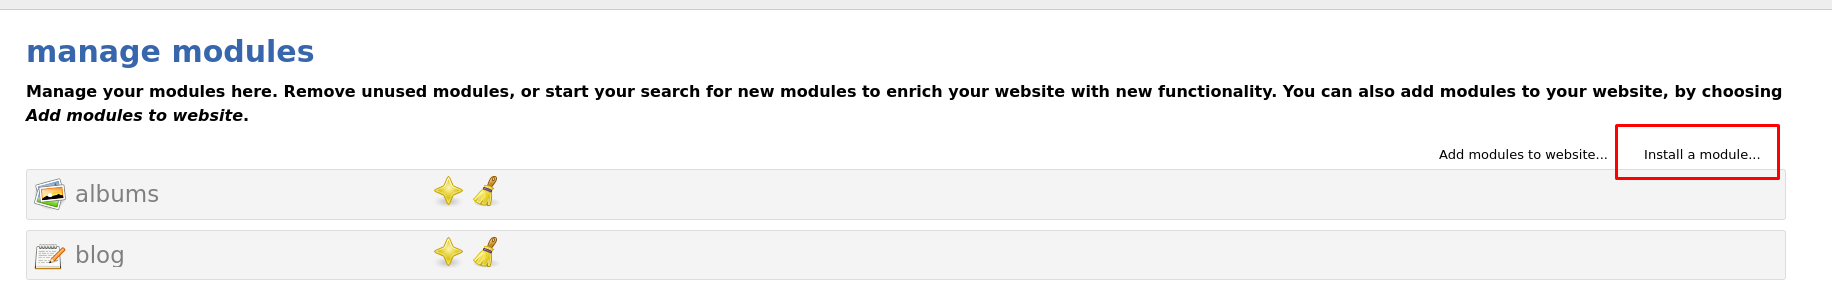 manage modules
Manage your modules here. Remove unused modules, or start your search for new modules to enrich your website with new functionality. You can also add modules to your website, by choosing
Add modules to website.
Add modules to website... Install a module...
albums
blog